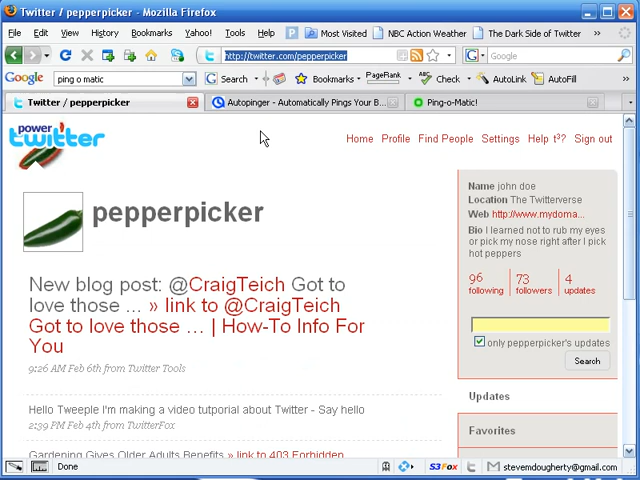 Twitter / pepperpicker - Mozilla Firefox
File Edit View History Bookmarks Yahoo! Tools Help
Most Visited NBC Action Weather The Dark Side of Twitter »
http://twitter.com/pepperpicker
Google
Google ping o matic Search Bookmarks PageRank Check AutoLink AutoFill
Twitter / pepperpicker Autopinger - Automatically Pings Your B... Ping-o-Matic!
power twitter
Home Profile Find People Settings Help t³? Sign out
pepperpicker
New blog post: @CraigTeich Got to
love those ... » link to @CraigTeich
Got to love those … | How-To Info For
You
9:26 AM Feb 6th from Twitter Tools
Hello Tweeple I'm making a video tutporial about Twitter - Say hello
2:39 PM Feb 4th from TwitterFox
Gardening Gives Older Adults Benefits » link to 403 Forbidden
Name john doe
Location The Twitterverse
Web http://www.mydoma...
Bio I learned not to rub my eyes
or pick my nose right after I pick
hot peppers
96 73 4
following followers updates
only pepperpicker's updates
Search
Updates
Favorites
Done S3Fox stevemdougherty@gmail.com